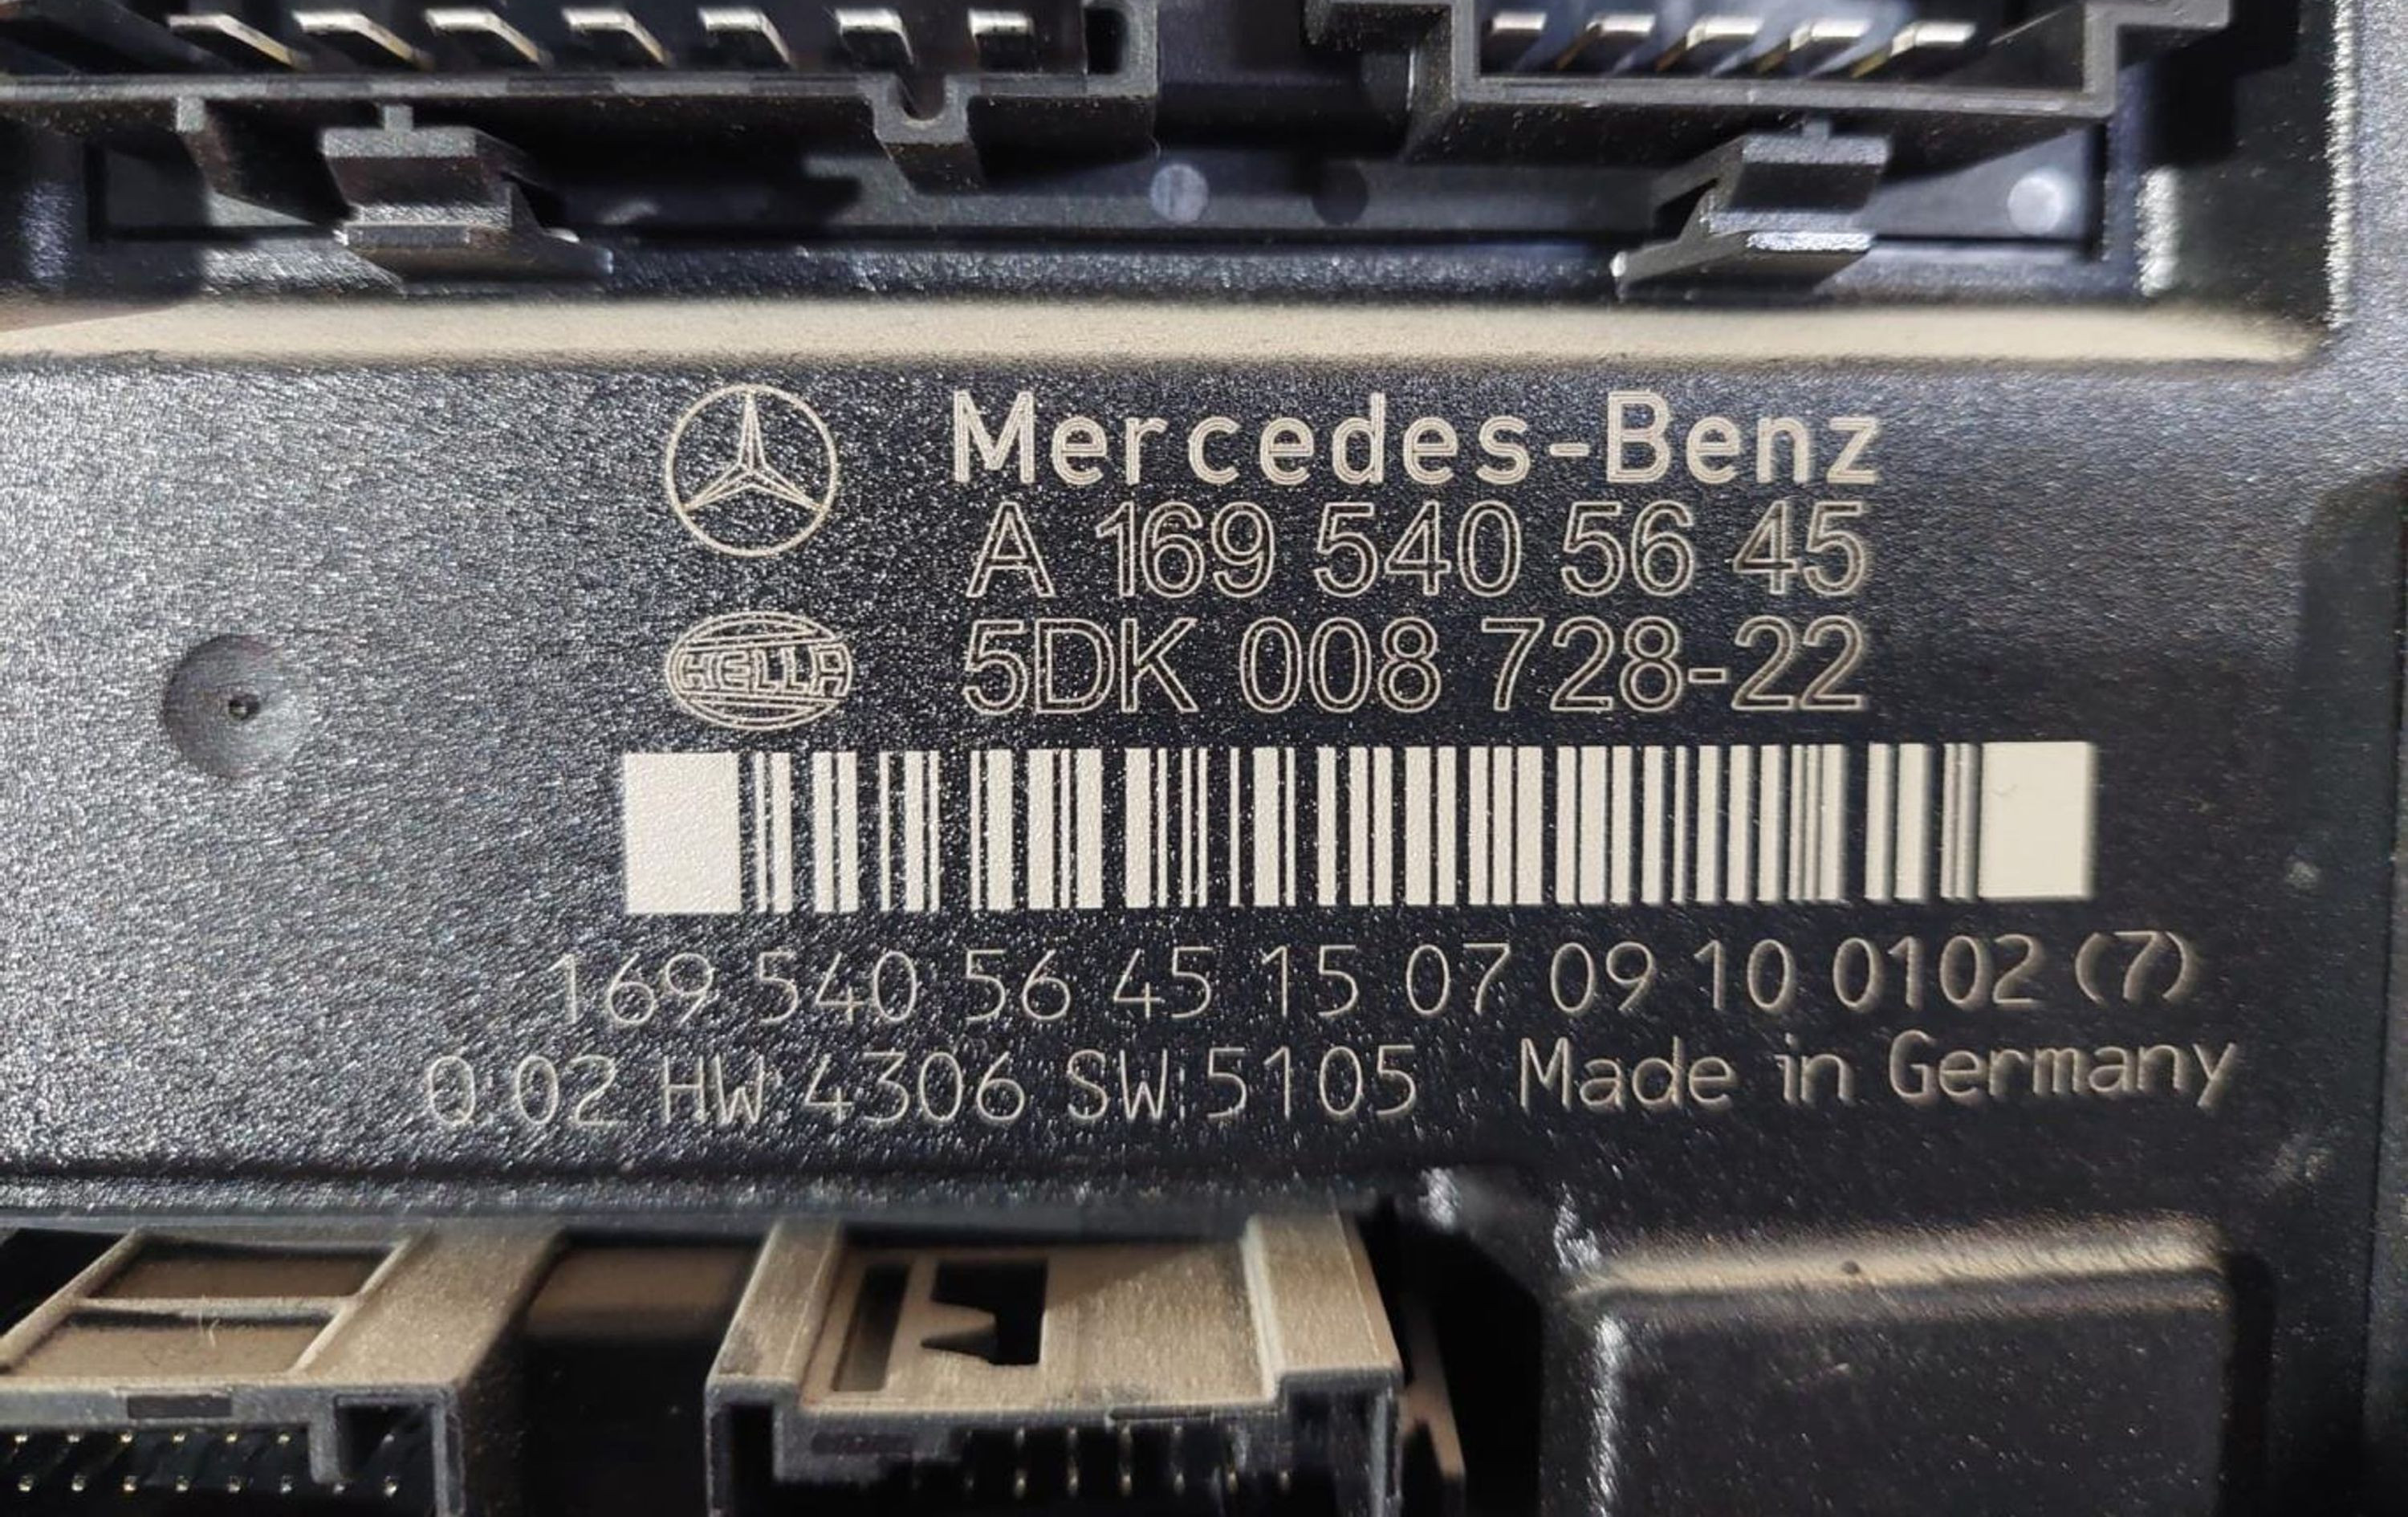 Mercedes-Benz
A 169 540 56 45
HELLA 5DK 008 728-22
169 540 56 45 15 07 09 10 0102 (7)
Q 02 HW 4306 SW 5105 Made in Germany